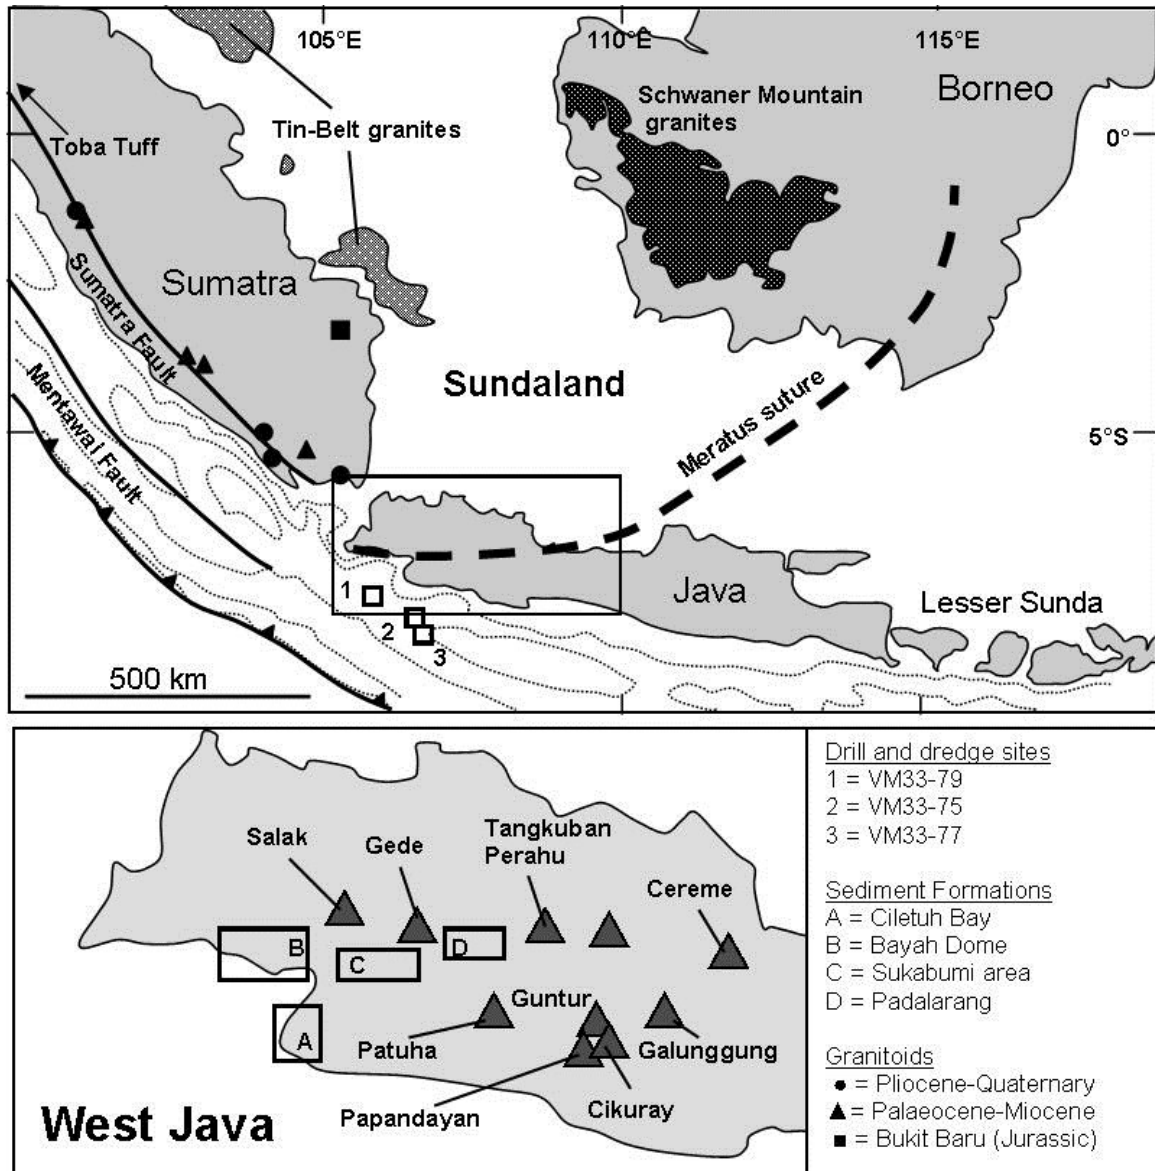 105°E
110°E
115°E
Borneo
Schwaner Mountain
granites
Tin-Belt granites
Toba Tuff
0°
Sumatra
Sumatra Fault
Mentawai Fault
Sundaland
Meratus suture
5°S
1
2
3
Java
Lesser Sunda
500 km
Salak
Gede
Tangkuban
Perahu
Cereme
B
C
D
A
Guntur
Patuha
Galunggung
Papandayan
Cikuray
West Java
Drill and dredge sites
1 = VM33-79
2 = VM33-75
3 = VM33-77
Sediment Formations
A = Ciletuh Bay
B = Bayah Dome
C = Sukabumi area
D = Padalarang
Granitoids
● = Pliocene-Quaternary
▲ = Palaeocene-Miocene
■ = Bukit Baru (Jurassic)